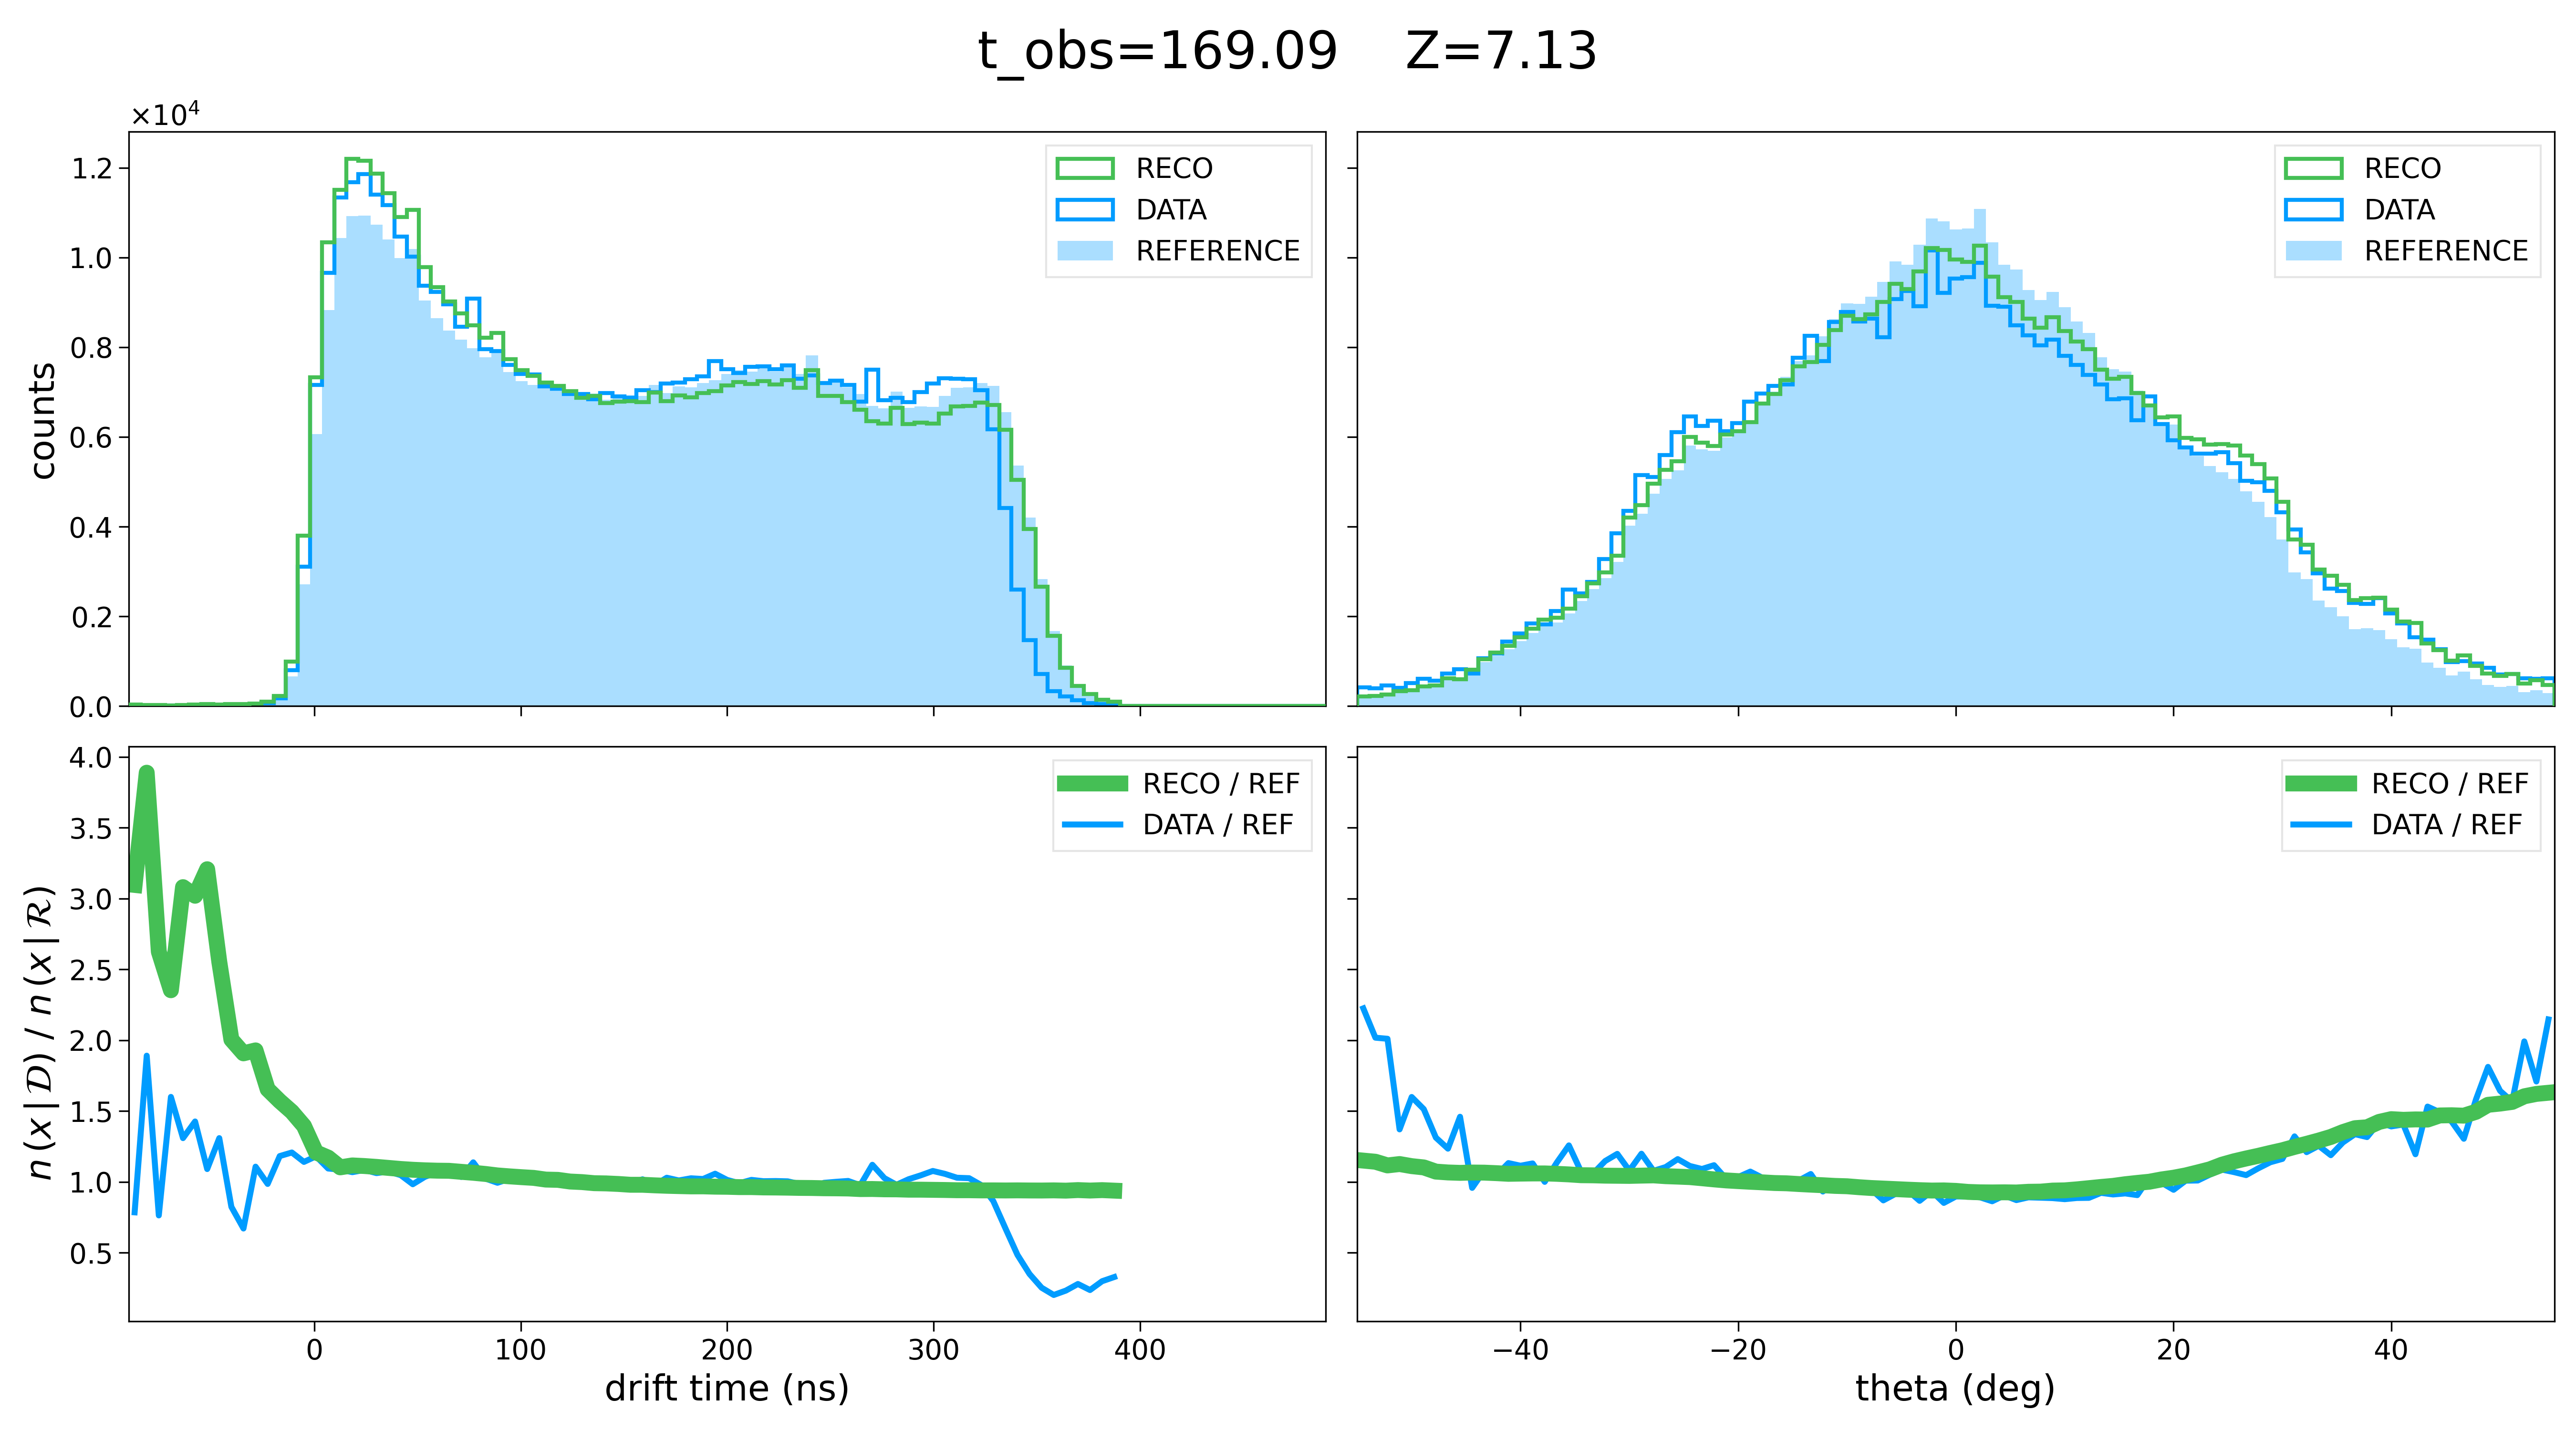 t_obs=169.09    Z=7.13
×10⁴
1.2
1.0
0.8
0.6
0.4
0.2
0.0
counts
RECO
DATA
REFERENCE
RECO
DATA
REFERENCE
4.0
3.5
3.0
2.5
2.0
1.5
1.0
0.5
n(x|𝒟) / n(x|ℛ)
RECO / REF
DATA / REF
RECO / REF
DATA / REF
0 100 200 300 400
drift time (ns)
−40 −20 0 20 40
theta (deg)